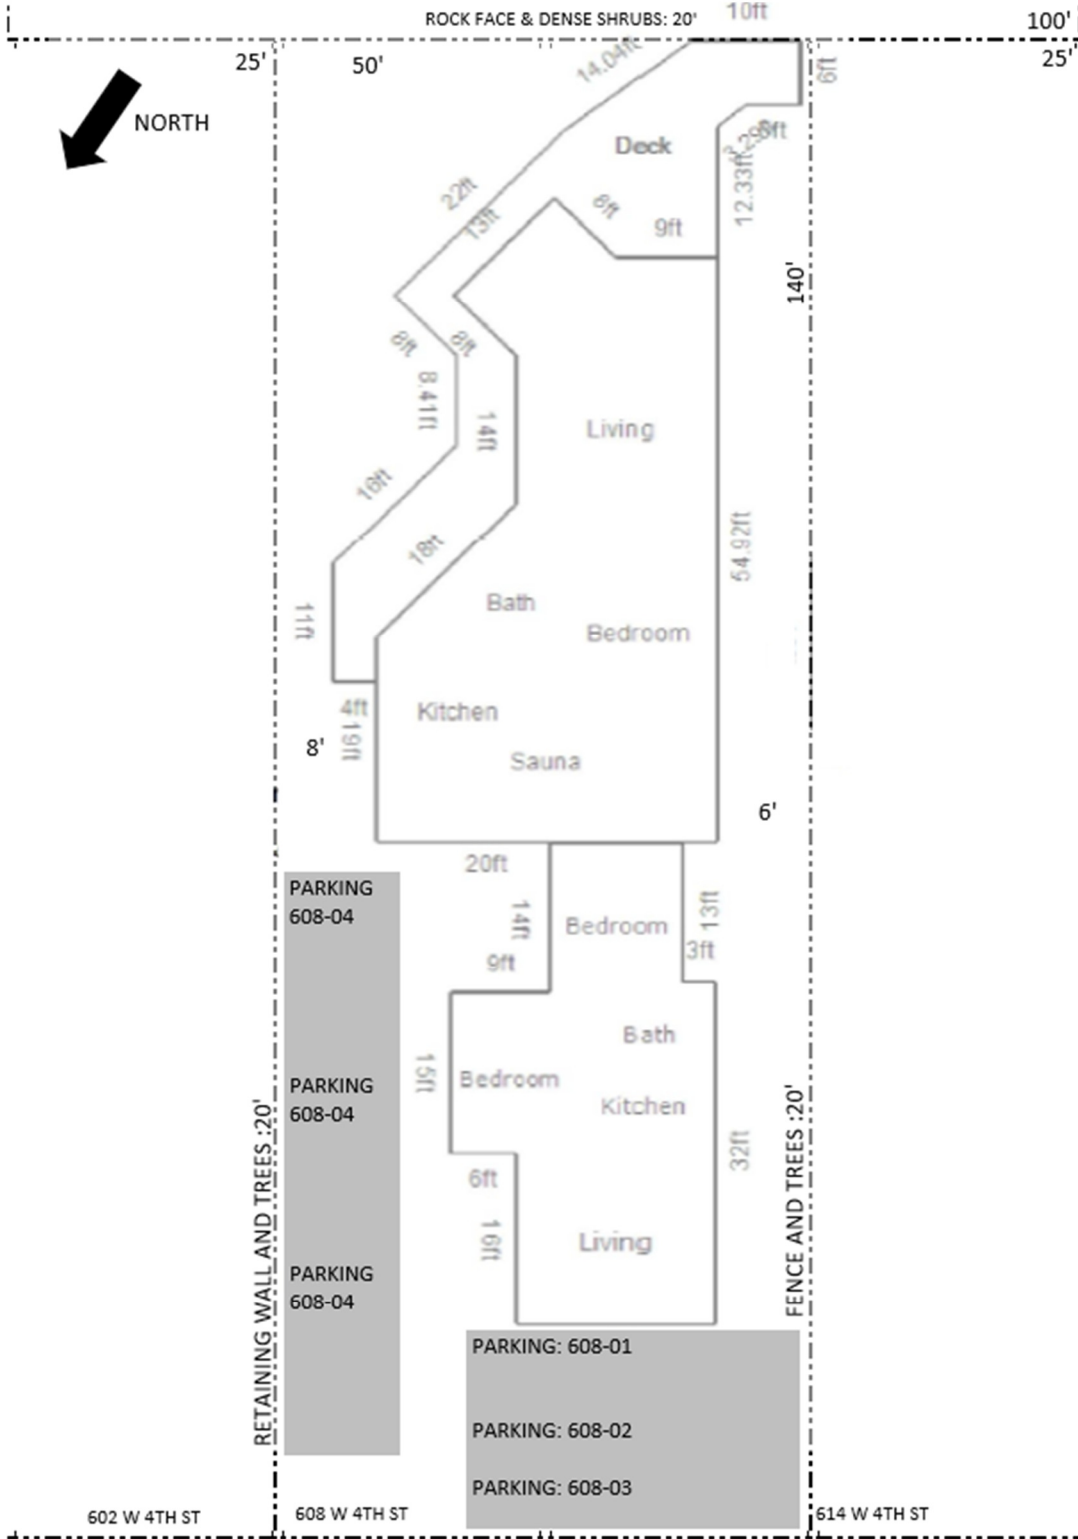 10ft
ROCK FACE & DENSE SHRUBS: 20'
100'
25'
50'
25'
14.04ft
6ft
NORTH
Deck
6ft
12.33ft
22ft
13ft
8ft
9ft
140'
8ft
8ft
8.41ft
14ft
Living
16ft
18ft
54.92ft
Bath
11ft
Bedroom
4ft
Kitchen
19ft
8'
Sauna
6'
20ft
PARKING
608-04
14ft
Bedroom
13ft
3ft
9ft
Bath
15ft
Bedroom
PARKING
608-04
Kitchen
32ft
RETAINING WALL AND TREES :20'
FENCE AND TREES :20'
6ft
16ft
Living
PARKING
608-04
PARKING: 608-01
PARKING: 608-02
PARKING: 608-03
602 W 4TH ST
608 W 4TH ST
614 W 4TH ST